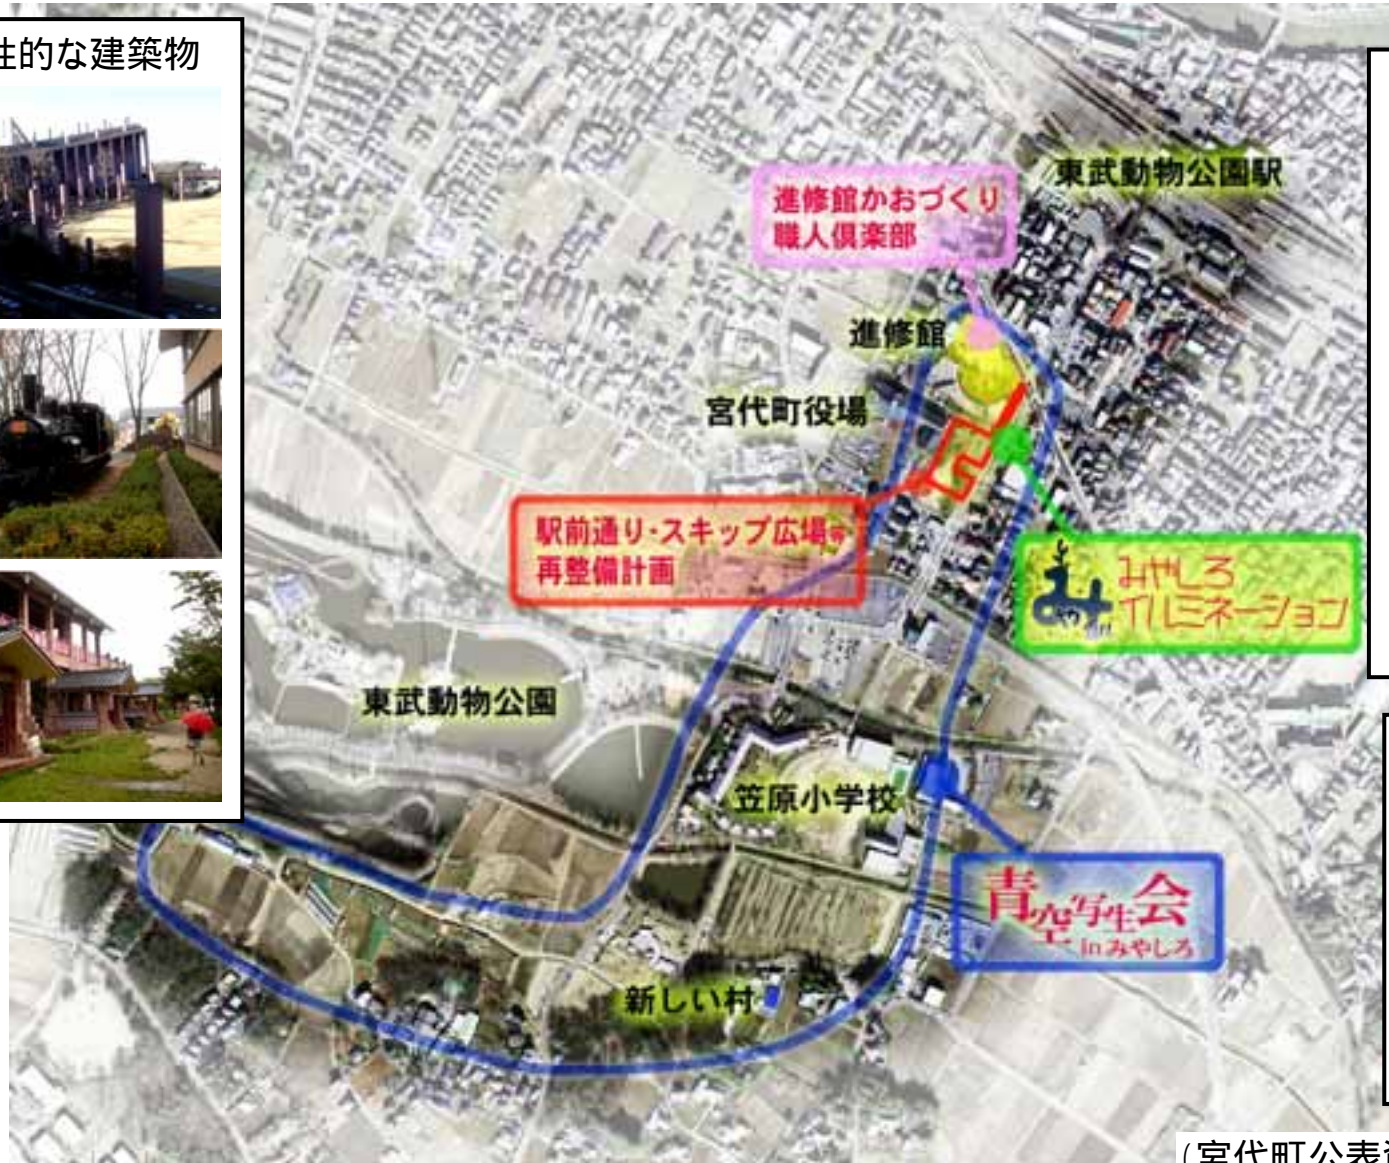 性的な建築物
東武動物公園駅
進修館かおづくり
職人倶楽部
進修館
宮代町役場
駅前通り・スキップ広場等
再整備計画
み
みやしろ
イルミネーション
東武動物公園
笠原小学校
青空写生会
inみやしろ
新しい村
(宮代町公表資